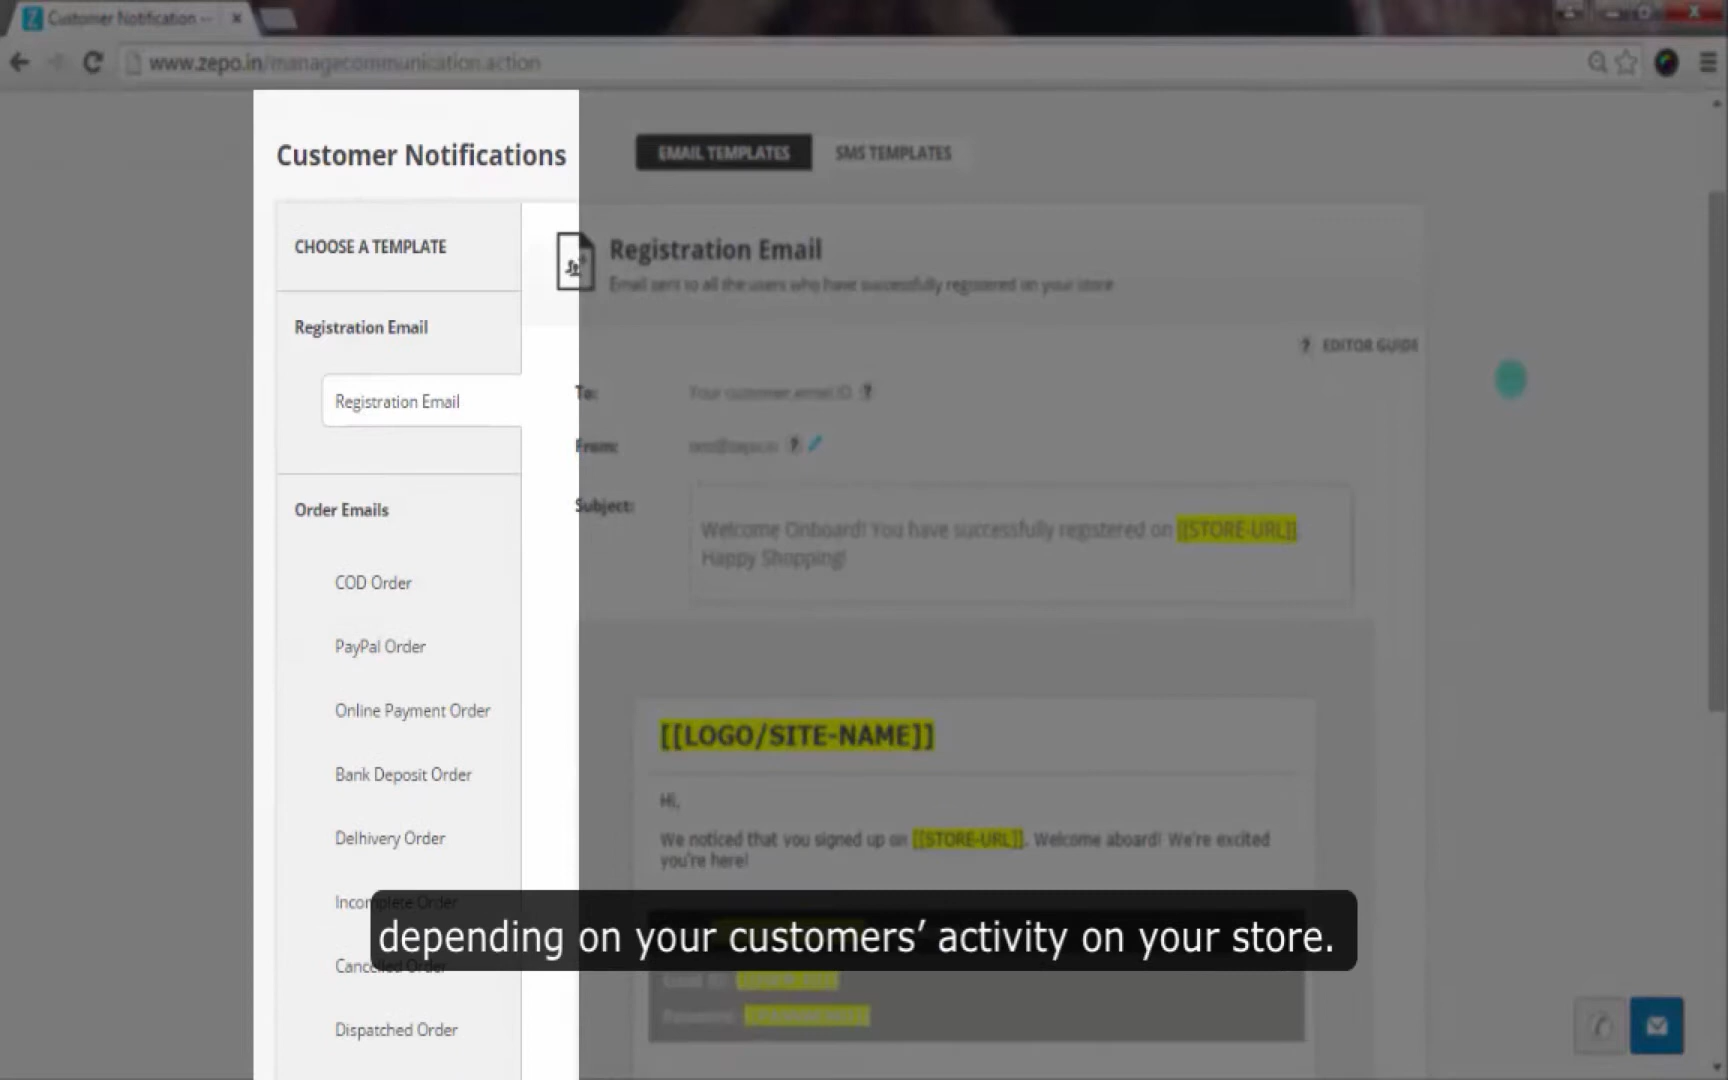 Customer Notification --
www.zepo.in/managecommunication.action
Customer Notifications
EMAIL TEMPLATES
SMS TEMPLATES
CHOOSE A TEMPLATE
Registration Email
Registration Email
Order Emails
COD Order
PayPal Order
Online Payment Order
Bank Deposit Order
Delhivery Order
Incomplete Order
Cancelled Order
Dispatched Order
Registration Email
Email sent to all the users who have successfully registered on your store
? EDITOR GUIDE
To:
Your customer email ID ?
From:
?
Subject:
Welcome Onboard! You have successfully registered on [[STORE-URL]].
Happy Shopping!
[[LOGO/SITE-NAME]]
Hi,
We noticed that you signed up on [[STORE-URL]]. Welcome aboard! We're excited
you're here!
depending on your customers’ activity on your store.
Email ID:
Password: